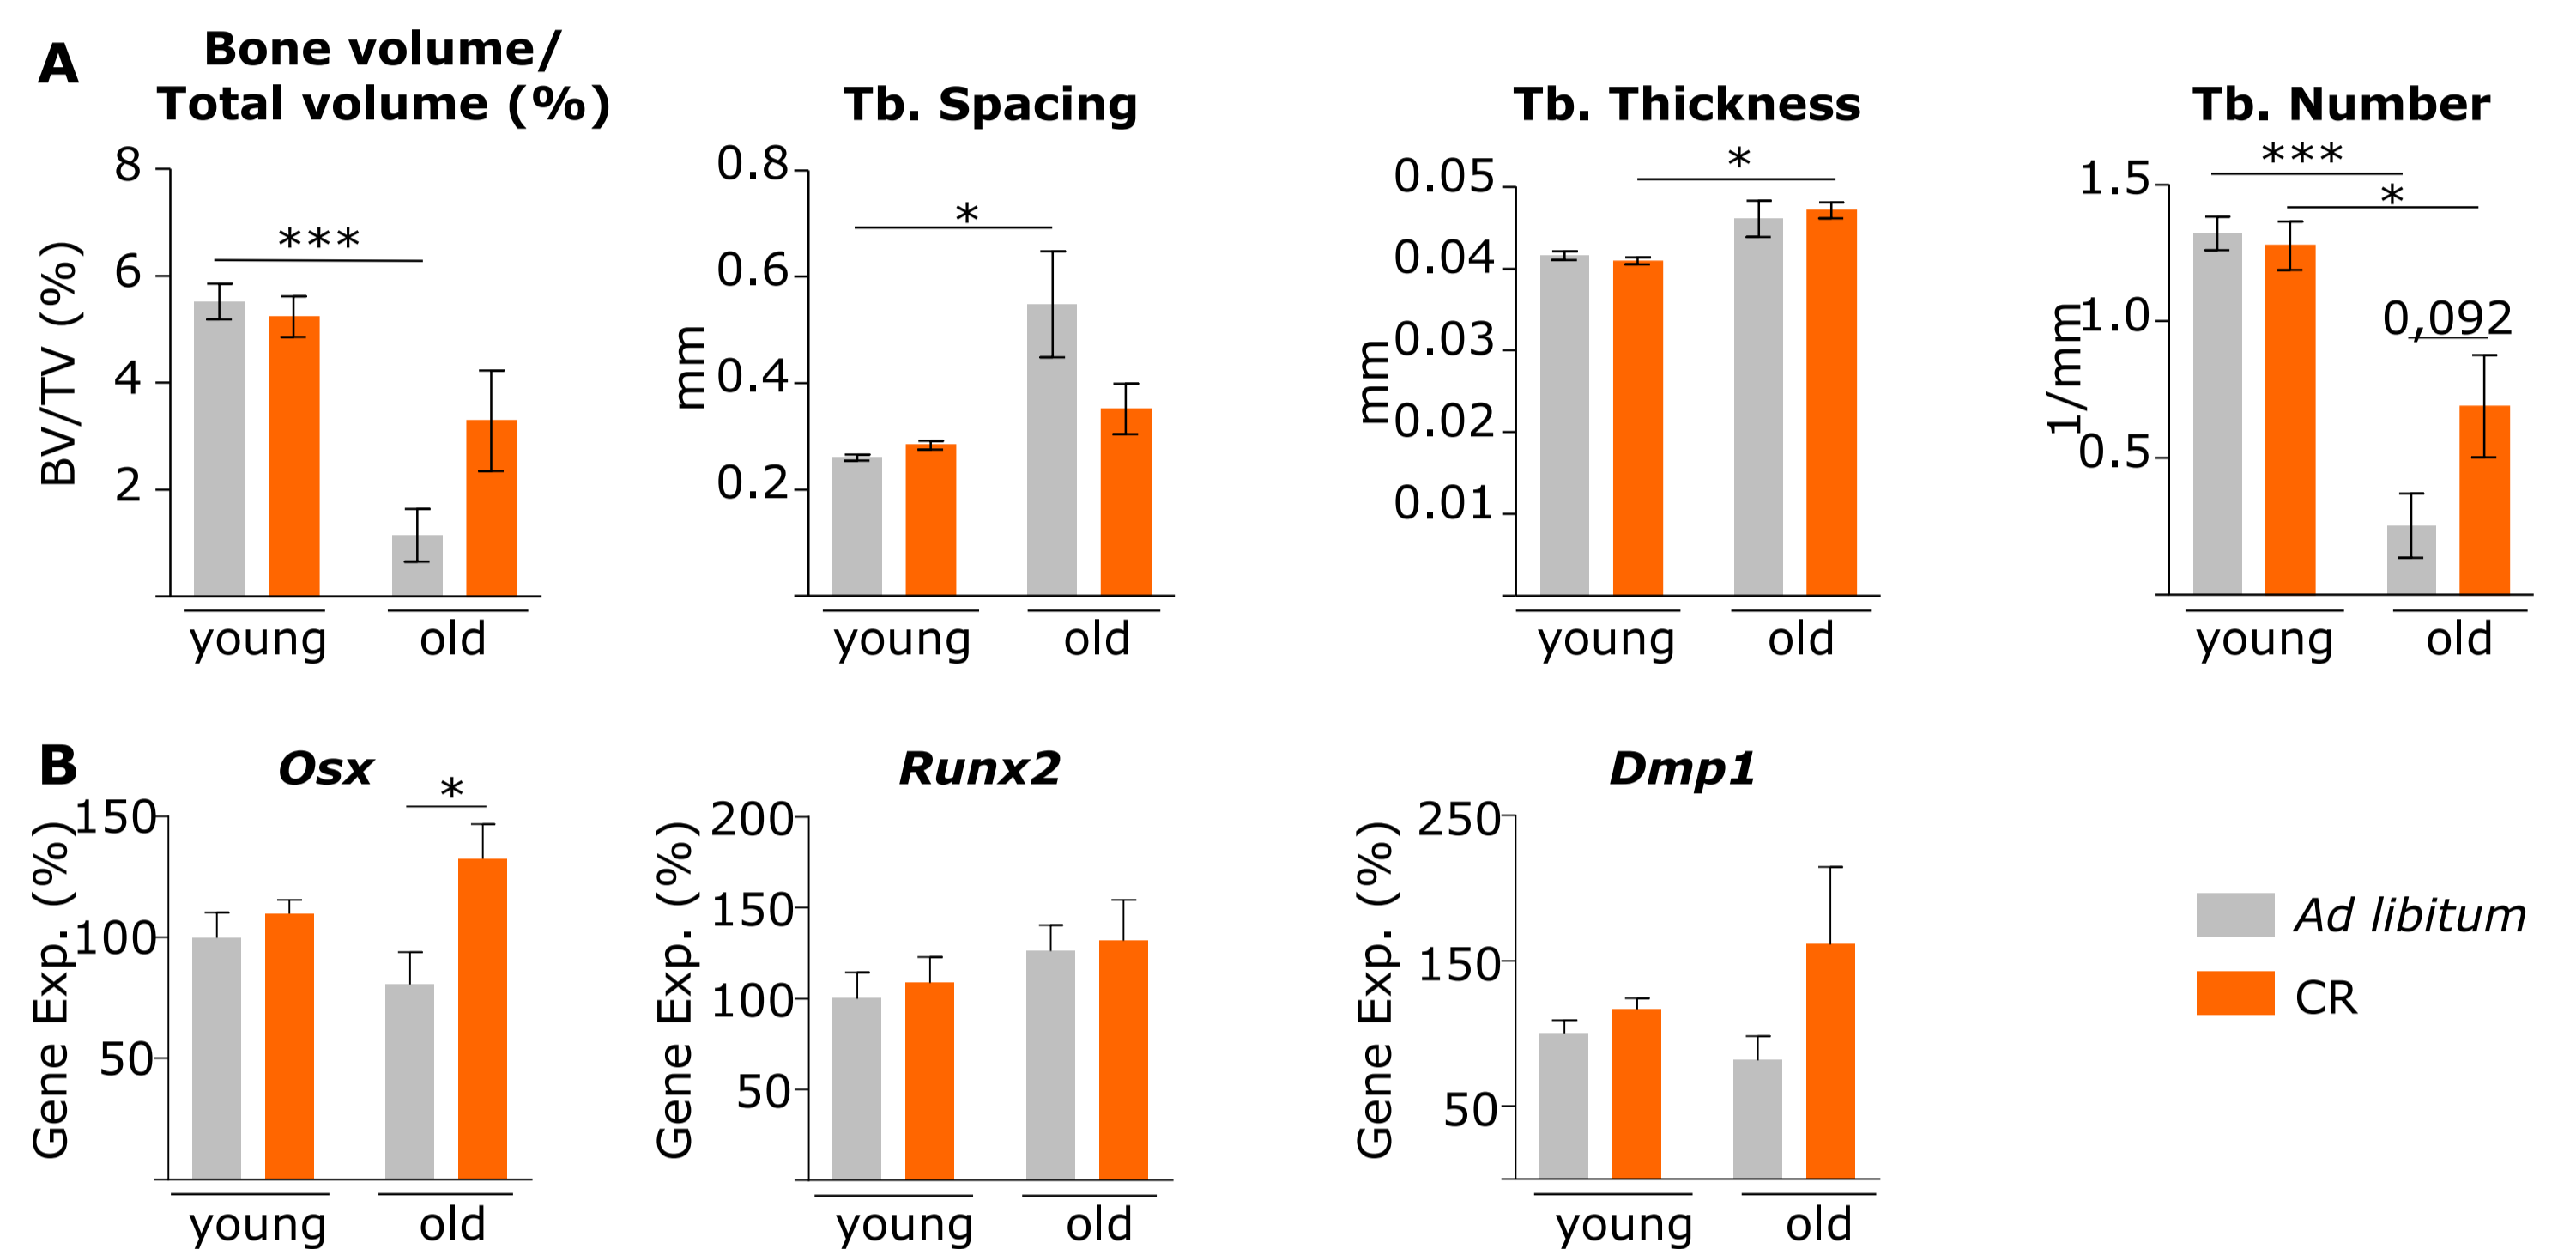 A
Bone volume/
Total volume (%)
BV/TV (%)
8
6
4
2
***
young
old
Tb. Spacing
mm
0.8
0.6
0.4
0.2
*
young
old
Tb. Thickness
mm
0.05
0.04
0.03
0.02
0.01
*
young
old
Tb. Number
1/mm
1.5
1.0
0.5
***
*
0,092
young
old
B
Osx
Gene Exp. (%)
150
100
50
*
young
old
Runx2
Gene Exp. (%)
200
150
100
50
young
old
Dmp1
Gene Exp. (%)
250
150
50
young
old
Ad libitum
CR